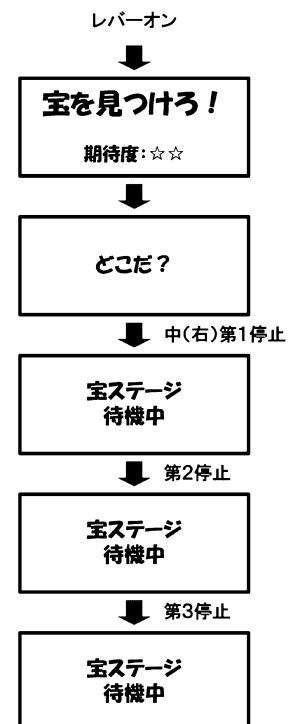 レバーオン
宝を見つけろ！
期待度：☆☆
どこだ？
中(右)第1停止
宝ステージ
待機中
第2停止
宝ステージ
待機中
第3停止
宝ステージ
待機中